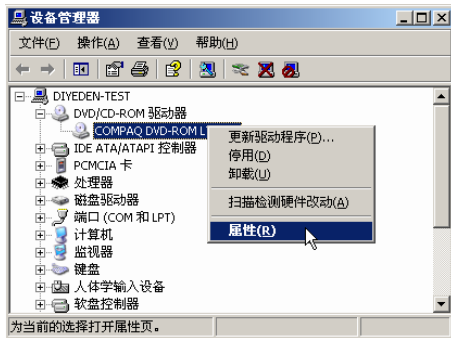 设备管理器
文件(F) 操作(A) 查看(V) 帮助(H)
DIYEDEN-TEST
DVD/CD-ROM 驱动器
COMPAQ DVD-ROM L
IDE ATA/ATAPI 控制器
PCMCIA 卡
处理器
磁盘驱动器
端口 (COM 和 LPT)
计算机
监视器
键盘
人体学输入设备
软盘控制器
更新驱动程序(P)...
停用(D)
卸载(U)
扫描检测硬件改动(A)
属性(R)
为当前的选择打开属性页。